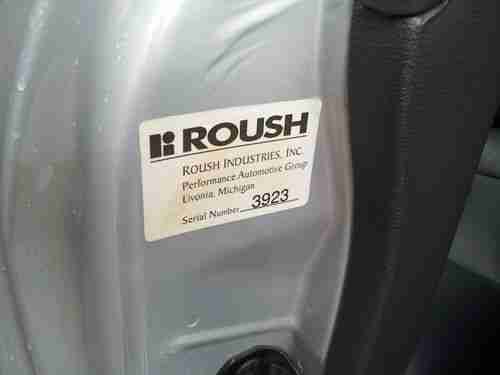 ROUSH
ROUSH INDUSTRIES, INC.
Performance Automotive Group
Livonia, Michigan
Serial Number 3923